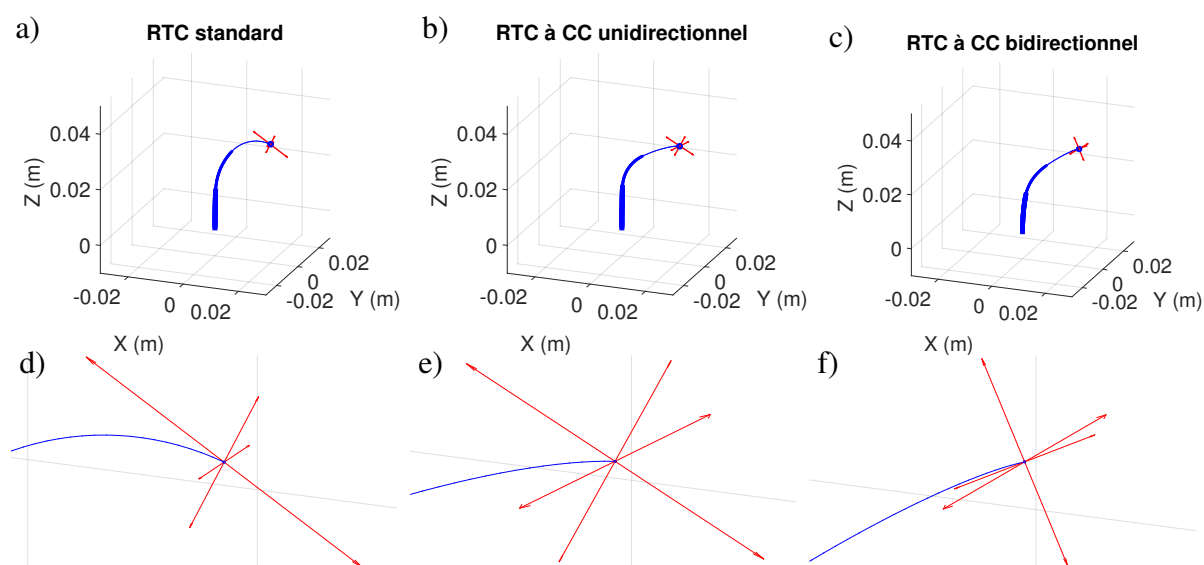 a)
RTC standard
Z (m)
0.04
0.02
0
-0.02
0
0.02
X (m)
-0.02
0
0.02
Y (m)
b)
RTC à CC unidirectionnel
Z (m)
0.04
0.02
0
-0.02
0
0.02
X (m)
-0.02
0
0.02
Y (m)
c)
RTC à CC bidirectionnel
Z (m)
0.04
0.02
0
-0.02
0
0.02
X (m)
-0.02
0
0.02
Y (m)
d)
e)
f)